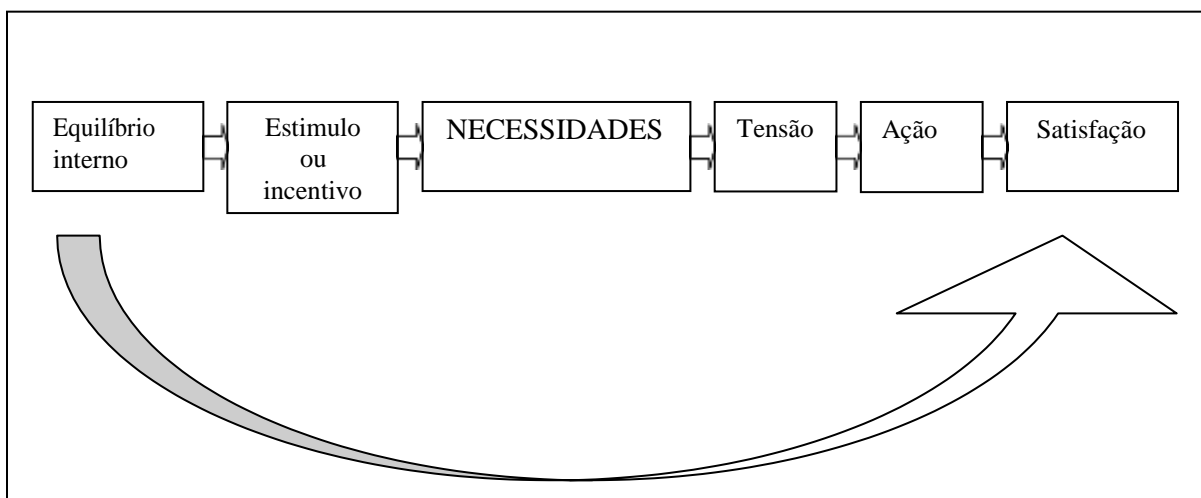 Equilíbrio
interno
Estimulo
ou
incentivo
NECESSIDADES
Tensão
Ação
Satisfação